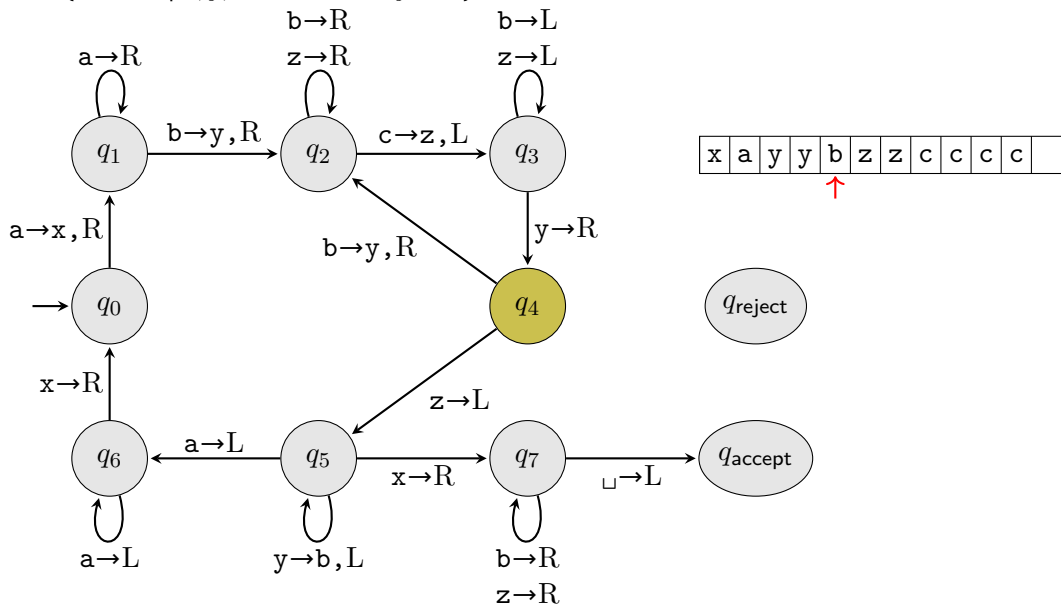 b→R
b→L
a→R
z→R
z→L
q1
b→y,R
q2
c→z,L
q3
x a y y b z z c c c c
↑
a→x,R
b→y,R
y→R
q0
q4
qreject
x→R
z→L
q6
a→L
q5
x→R
q7
␣→L
qaccept
a→L
y→b,L
b→R
z→R